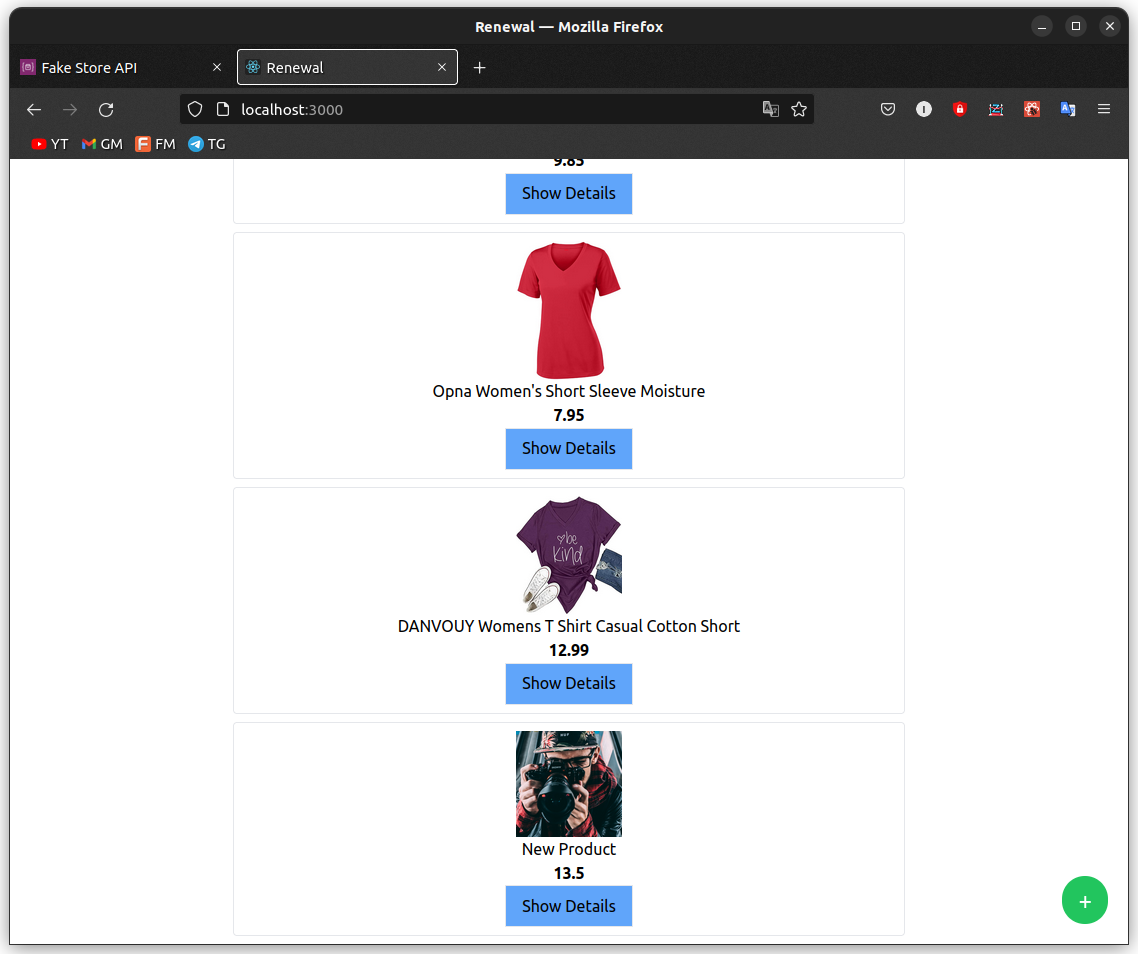 Renewal — Mozilla Firefox
Fake Store API
Renewal
localhost:3000
YT GM FM TG
9.85
Show Details
Opna Women's Short Sleeve Moisture
7.95
Show Details
be
kind
DANVOUY Womens T Shirt Casual Cotton Short
12.99
Show Details
New Product
13.5
Show Details
+